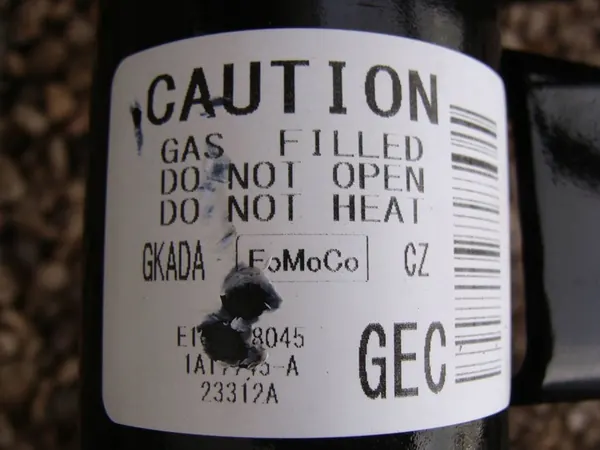 CAUTION
GAS FILLED
DO NOT OPEN
DO NOT HEAT
GKADA FoMoCo CZ
GEC
23312A